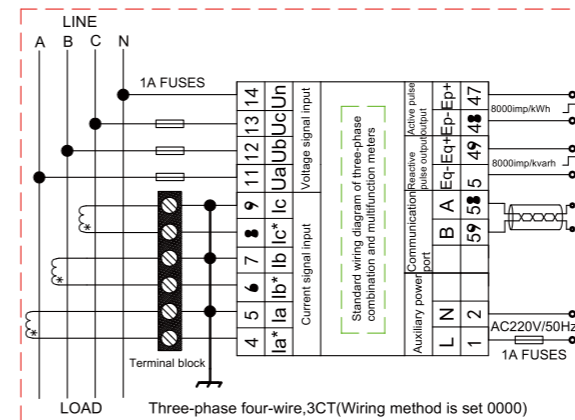 LINE
A B C N
1A FUSES
14 Un
13 Uc
12 Ub
11 Ua
9 Ic
8 Ic*
7 Ib
6 Ib*
5 Ia
4 Ia*
Voltage signal input
Current signal input
Standard wiring diagram of three-phase
combination and multifunction meters
Active pulse
output
Reactive
pulse output
Communication
port
Auxiliary power
Ep+ 47
Ep- 48
Eq+ 49
Eq- 5
A 58
B 59
N 2
L 1
8000imp/kWh
8000imp/kvarh
AC220V/50Hz
1A FUSES
Terminal block
LOAD
Three-phase four-wire,3CT(Wiring method is set 0000)